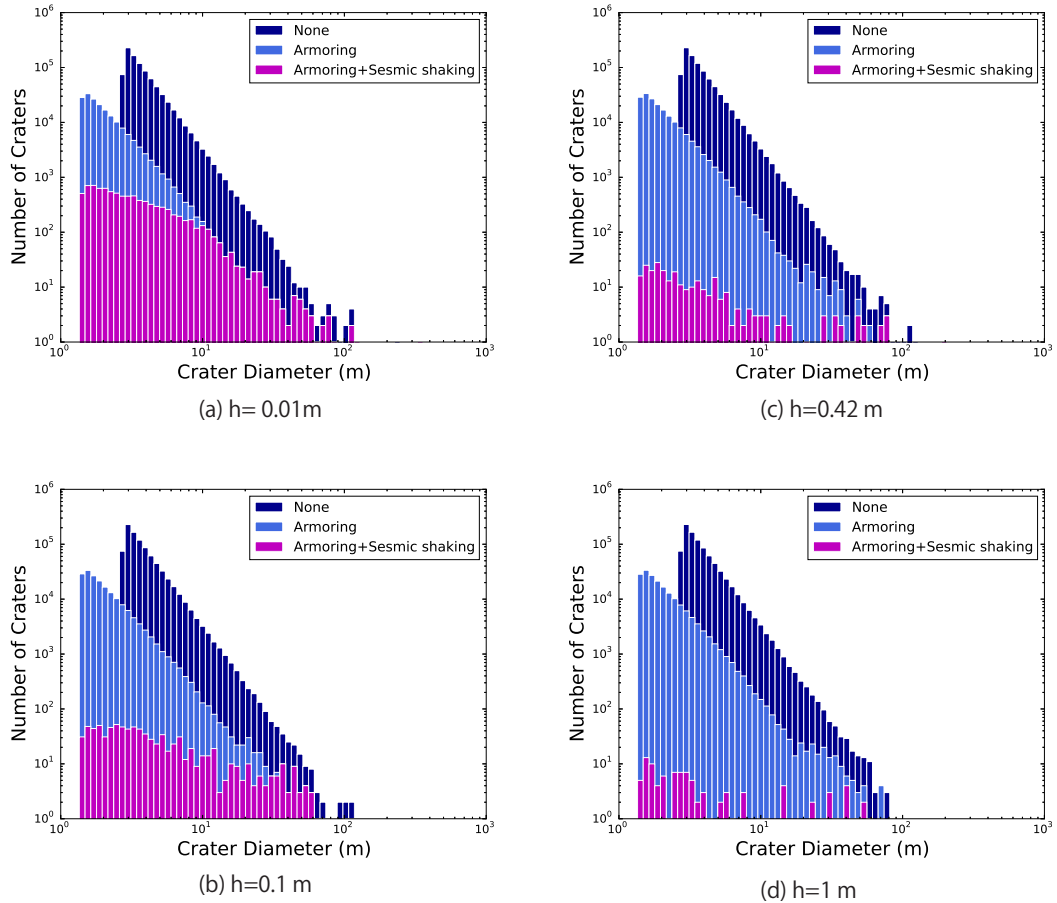 10^6
10^5
10^4
10^3
10^2
10^1
10^0
Number of Craters
None
Armoring
Armoring+Sesmic shaking
10^0
10^1
10^2
10^3
Crater Diameter (m)
(a) h= 0.01m
10^6
10^5
10^4
10^3
10^2
10^1
10^0
Number of Craters
None
Armoring
Armoring+Sesmic shaking
10^0
10^1
10^2
10^3
Crater Diameter (m)
(c) h=0.42 m
10^6
10^5
10^4
10^3
10^2
10^1
10^0
Number of Craters
None
Armoring
Armoring+Sesmic shaking
10^0
10^1
10^2
10^3
Crater Diameter (m)
(b) h=0.1 m
10^6
10^5
10^4
10^3
10^2
10^1
10^0
Number of Craters
None
Armoring
Armoring+Sesmic shaking
10^0
10^1
10^2
10^3
Crater Diameter (m)
(d) h=1 m